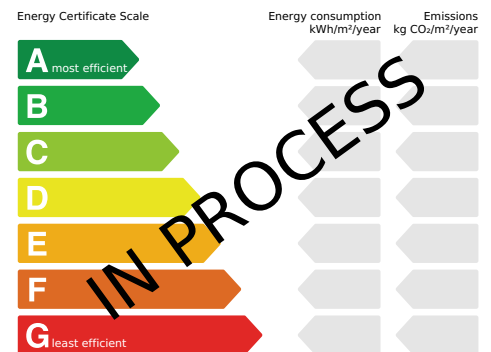 Energy Certificate Scale
Energy consumption
kWh/m²/year
Emissions
kg CO₂/m²/year
A most efficient
B
C
D
E
F
G least efficient
IN PROCESS